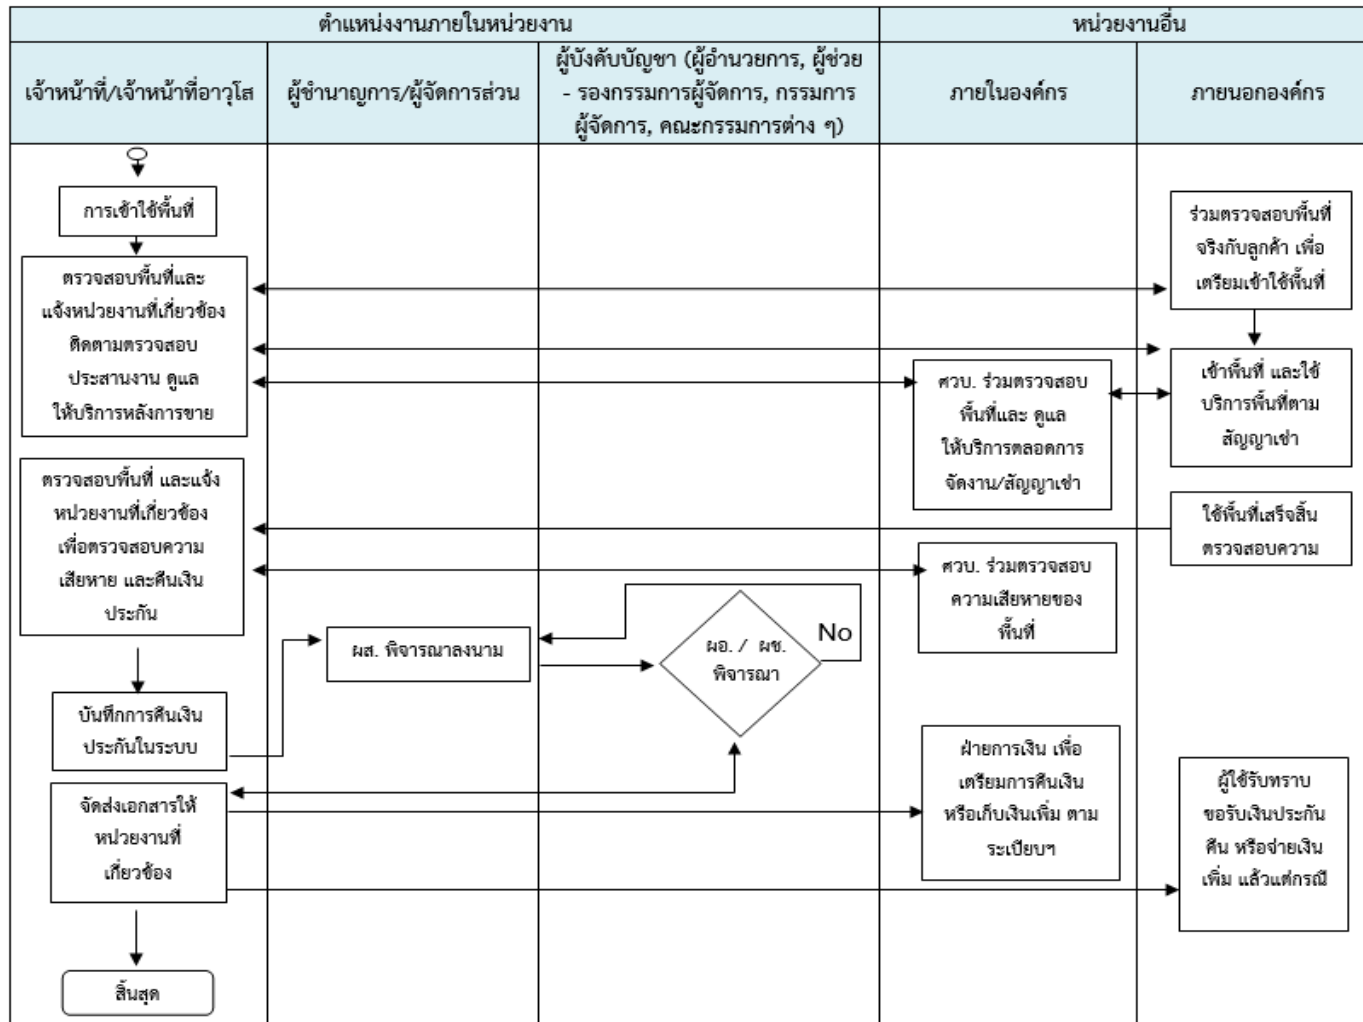 ตำแหน่งงานภายในหน่วยงาน
หน่วยงานอื่น
เจ้าหน้าที่/เจ้าหน้าที่อาวุโส
ผู้ชำนาญการ/ผู้จัดการส่วน
ผู้บังคับบัญชา (ผู้อำนวยการ, ผู้ช่วย
- รองกรรมการผู้จัดการ, กรรมการ
ผู้จัดการ, คณะกรรมการต่าง ๆ)
ภายในองค์กร
ภายนอกองค์กร
การเข้าใช้พื้นที่
ร่วมตรวจสอบพื้นที่
จริงกับลูกค้า เพื่อ
เตรียมเข้าใช้พื้นที่
ตรวจสอบพื้นที่และ
แจ้งหน่วยงานที่เกี่ยวข้อง
ติดตามตรวจสอบ
ประสานงาน ดูแล
ให้บริการหลังการขาย
ศวบ. ร่วมตรวจสอบ
พื้นที่และ ดูแล
ให้บริการตลอดการ
จัดงาน/สัญญาเช่า
เข้าพื้นที่ และใช้
บริการพื้นที่ตาม
สัญญาเช่า
ตรวจสอบพื้นที่ และแจ้ง
หน่วยงานที่เกี่ยวข้อง
เพื่อตรวจสอบความ
เสียหาย และคืนเงิน
ประกัน
ใช้พื้นที่เสร็จสิ้น
ตรวจสอบความ
ศวบ. ร่วมตรวจสอบ
ความเสียหายของ
พื้นที่
ผส. พิจารณาลงนาม
ผอ. / ผช.
พิจารณา
No
บันทึกการคืนเงิน
ประกันในระบบ
จัดส่งเอกสารให้
หน่วยงานที่
เกี่ยวข้อง
ฝ่ายการเงิน เพื่อ
เตรียมการคืนเงิน
หรือเก็บเงินเพิ่ม ตาม
ระเบียบฯ
ผู้ใช้รับทราบ
ขอรับเงินประกัน
คืน หรือจ่ายเงิน
เพิ่ม แล้วแต่กรณี
สิ้นสุด